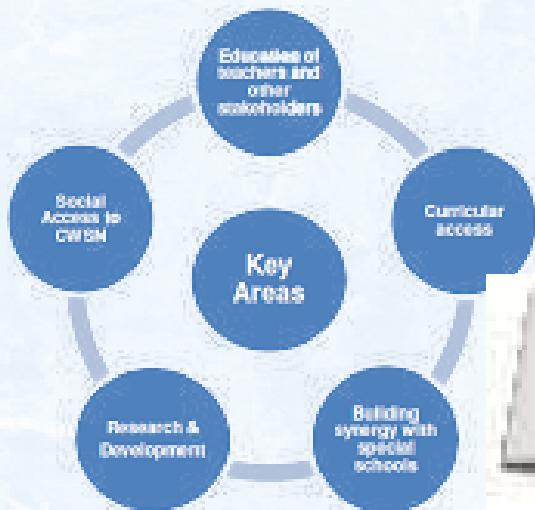 Education of
teachers and
other
stakeholders
Social
Access to
CWSN
Curricular
access
Key
Areas
Research &
Development
Building
synergy with
special
schools